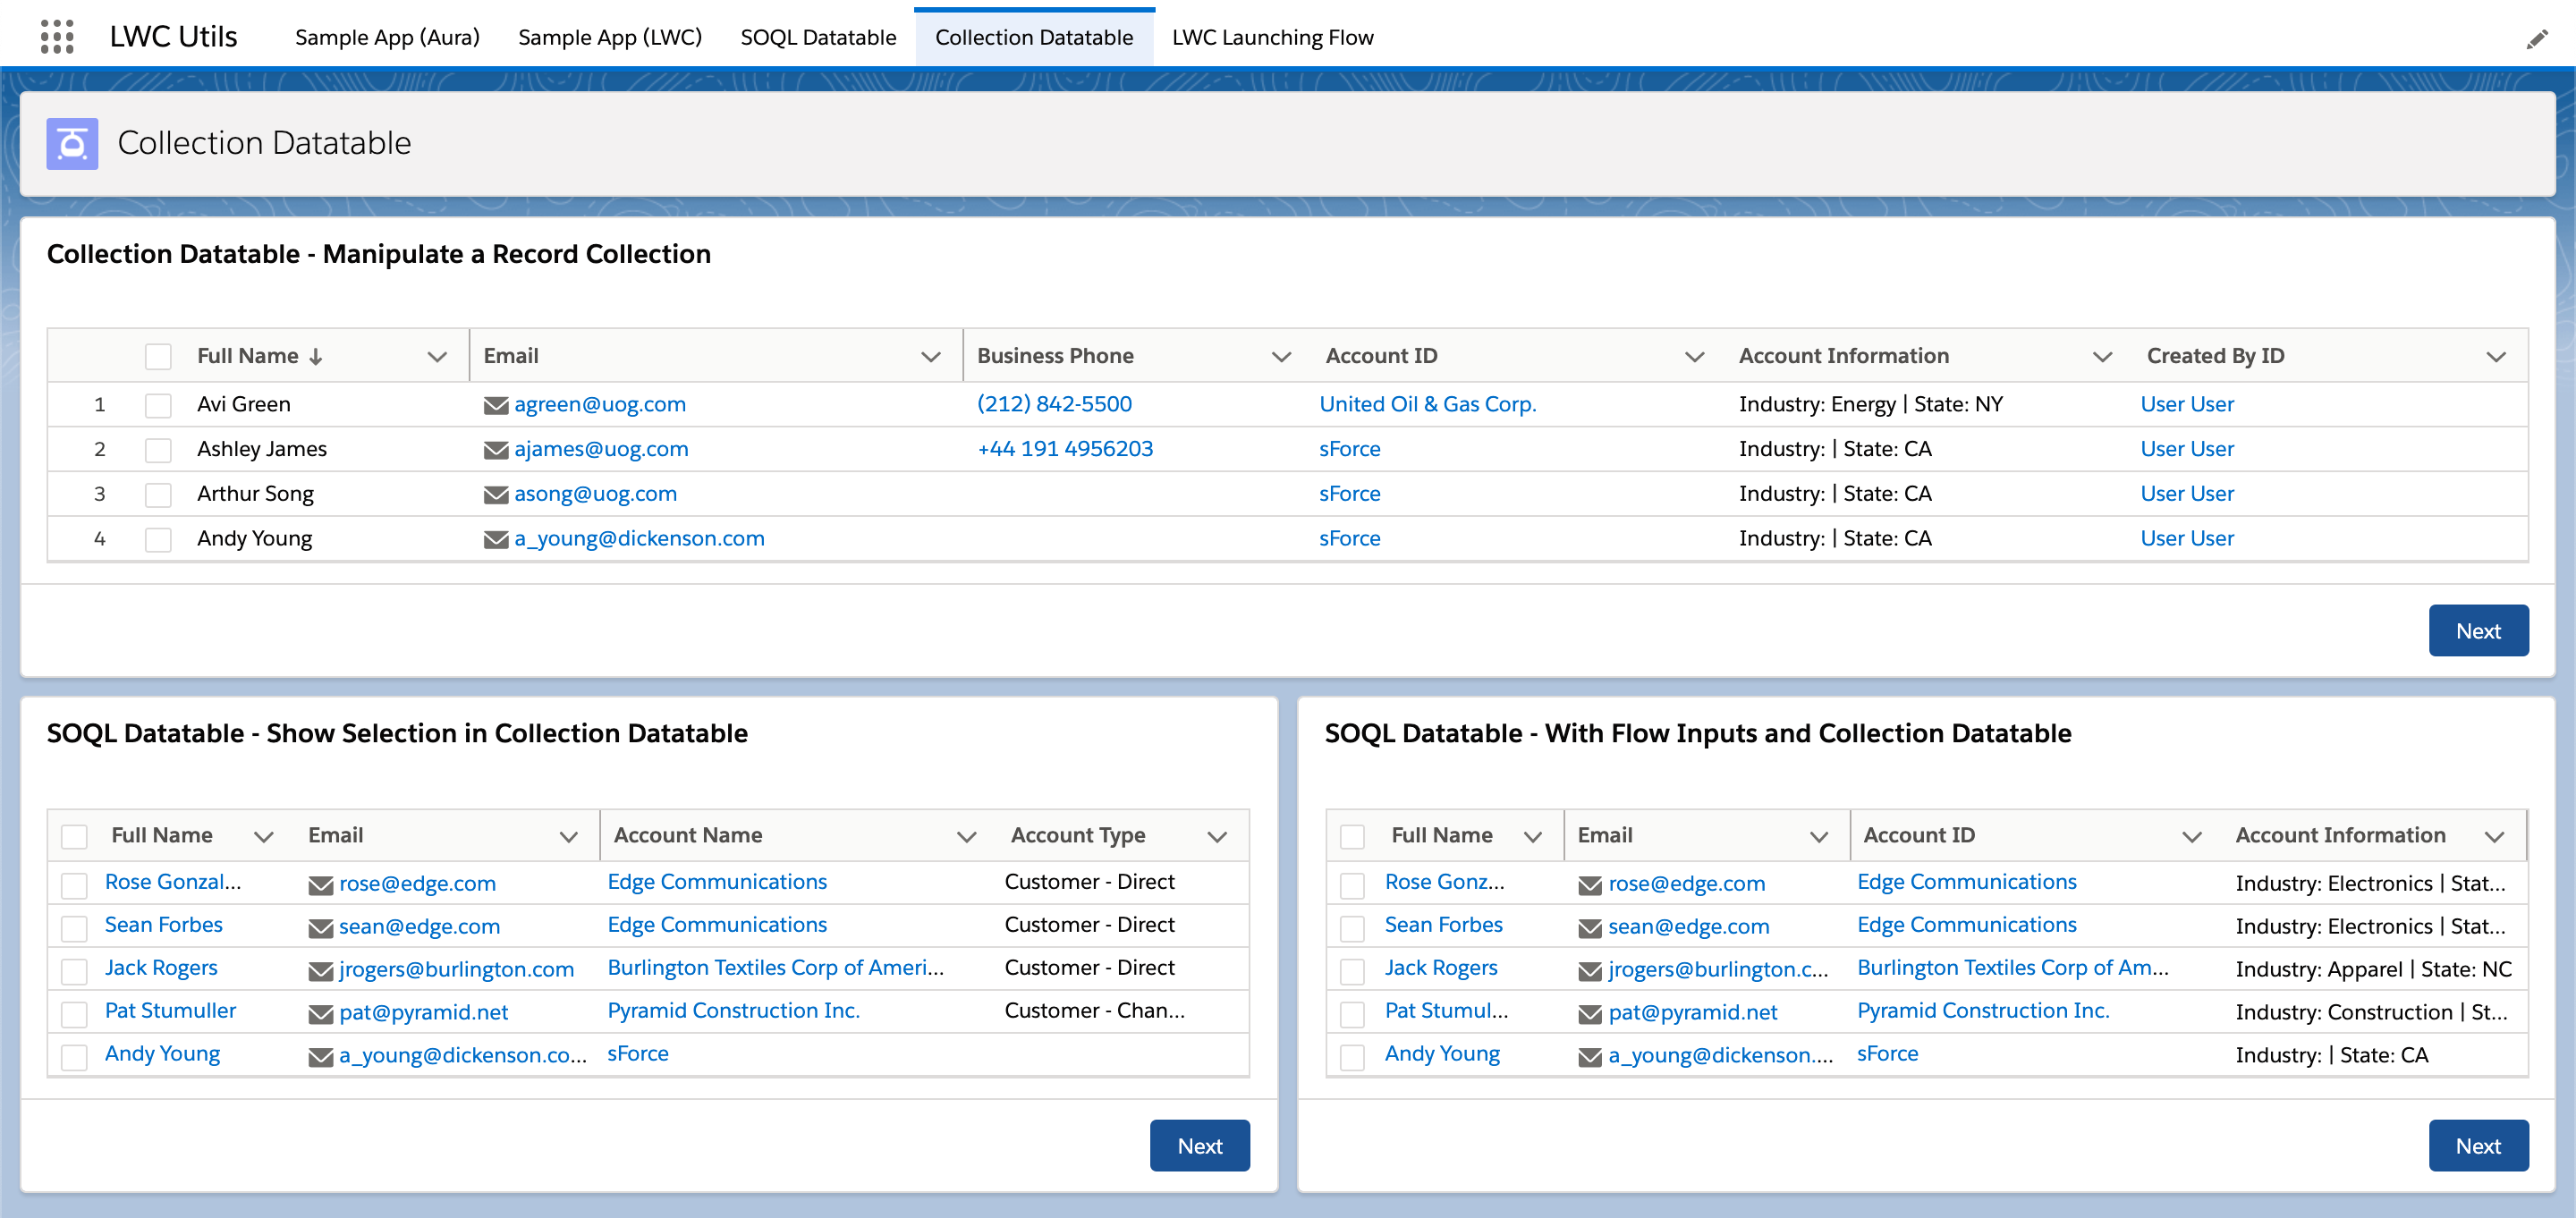 LWC Utils Sample App (Aura) Sample App (LWC) SOQL Datatable Collection Datatable LWC Launching Flow
Collection Datatable
Collection Datatable - Manipulate a Record Collection
Full Name Email Business Phone Account ID Account Information Created By ID
1 Avi Green agreen@uog.com (212) 842-5500 United Oil & Gas Corp. Industry: Energy | State: NY User User
2 Ashley James ajames@uog.com +44 191 4956203 sForce Industry: | State: CA User User
3 Arthur Song asong@uog.com sForce Industry: | State: CA User User
4 Andy Young a_young@dickenson.com sForce Industry: | State: CA User User
Next
SOQL Datatable - Show Selection in Collection Datatable
Full Name Email Account Name Account Type
Rose Gonzal... rose@edge.com Edge Communications Customer - Direct
Sean Forbes sean@edge.com Edge Communications Customer - Direct
Jack Rogers jrogers@burlington.com Burlington Textiles Corp of Ameri... Customer - Direct
Pat Stumuller pat@pyramid.net Pyramid Construction Inc. Customer - Chan...
Andy Young a_young@dickenson.co... sForce
Next
SOQL Datatable - With Flow Inputs and Collection Datatable
Full Name Email Account ID Account Information
Rose Gonz... rose@edge.com Edge Communications Industry: Electronics | Stat...
Sean Forbes sean@edge.com Edge Communications Industry: Electronics | Stat...
Jack Rogers jrogers@burlington.c... Burlington Textiles Corp of Am... Industry: Apparel | State: NC
Pat Stumul... pat@pyramid.net Pyramid Construction Inc. Industry: Construction | St...
Andy Young a_young@dickenson.... sForce Industry: | State: CA
Next